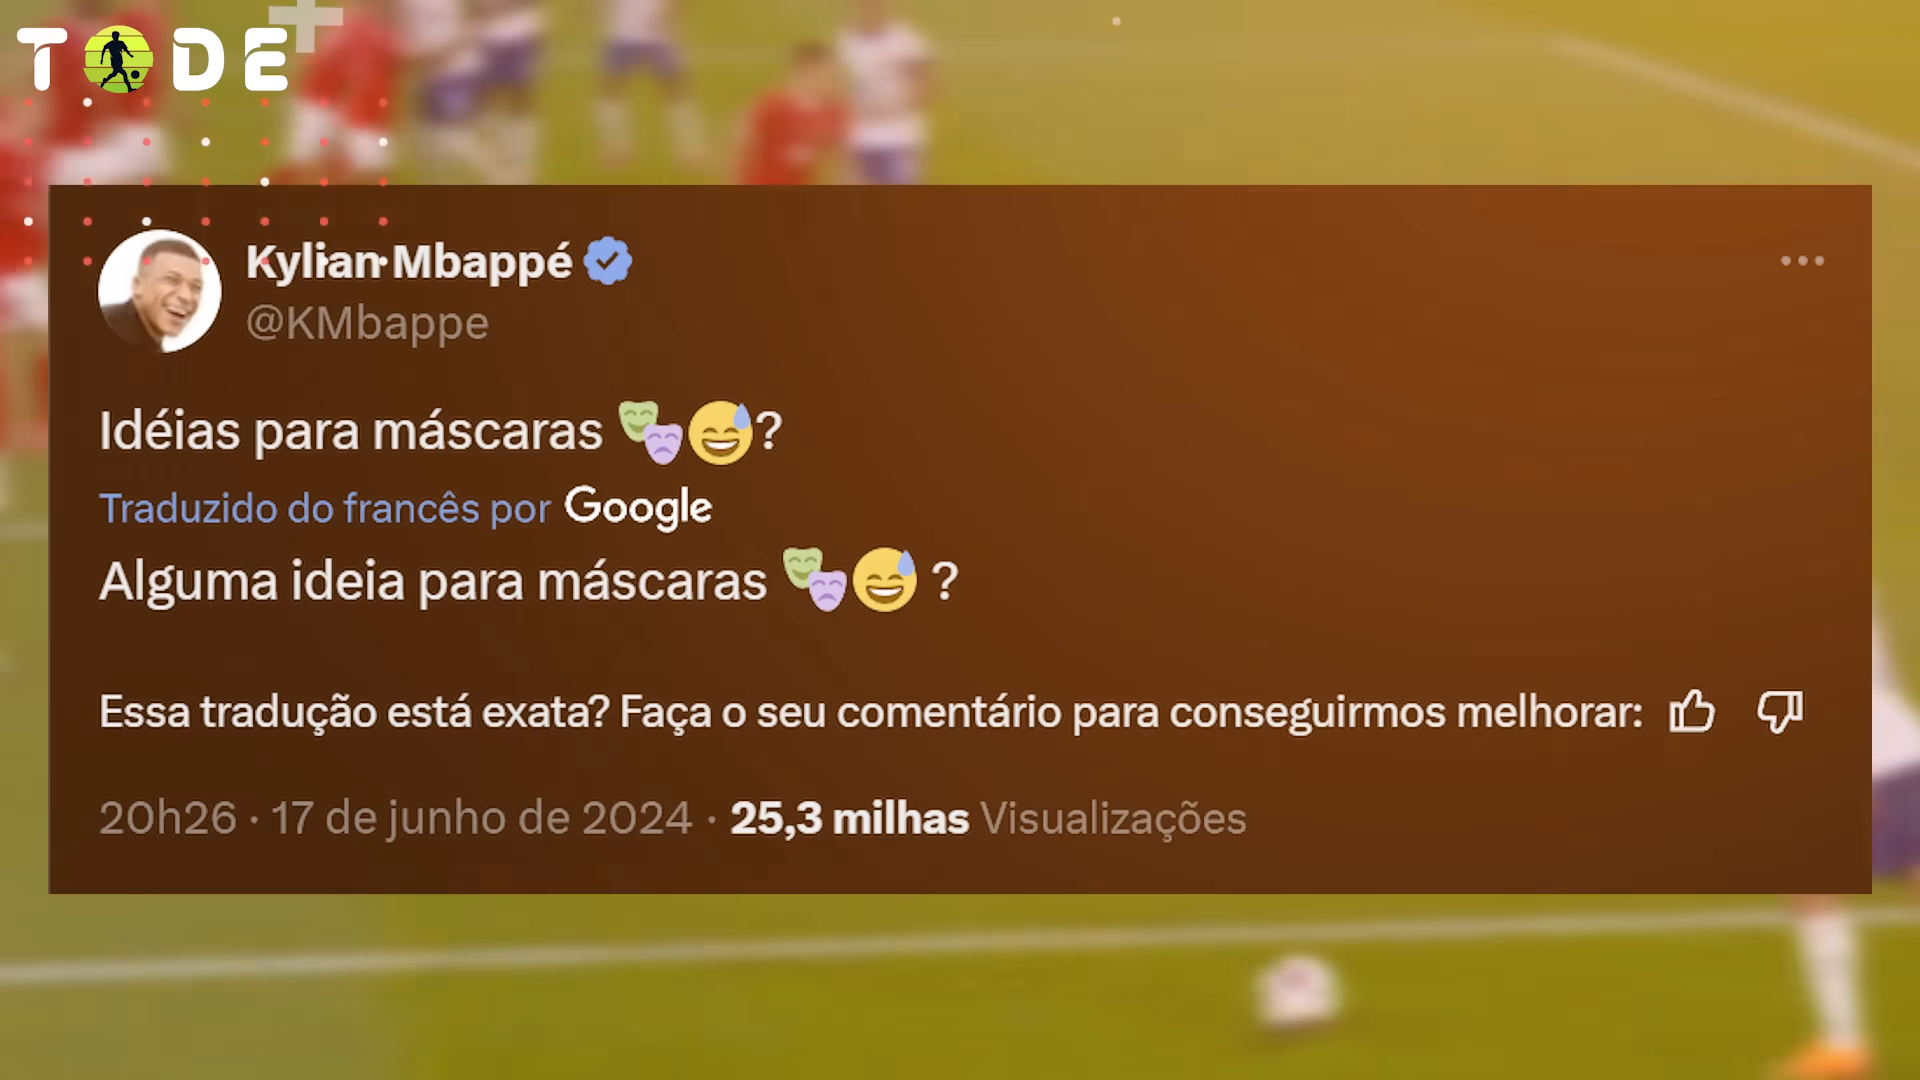 TODE
Kylian Mbappé
@KMbappe
Idéias para máscaras 🎭😅?
Traduzido do francês por Google
Alguma ideia para máscaras 🎭😅 ?
Essa tradução está exata? Faça o seu comentário para conseguirmos melhorar:
20h26 · 17 de junho de 2024 · 25,3 milhas Visualizações